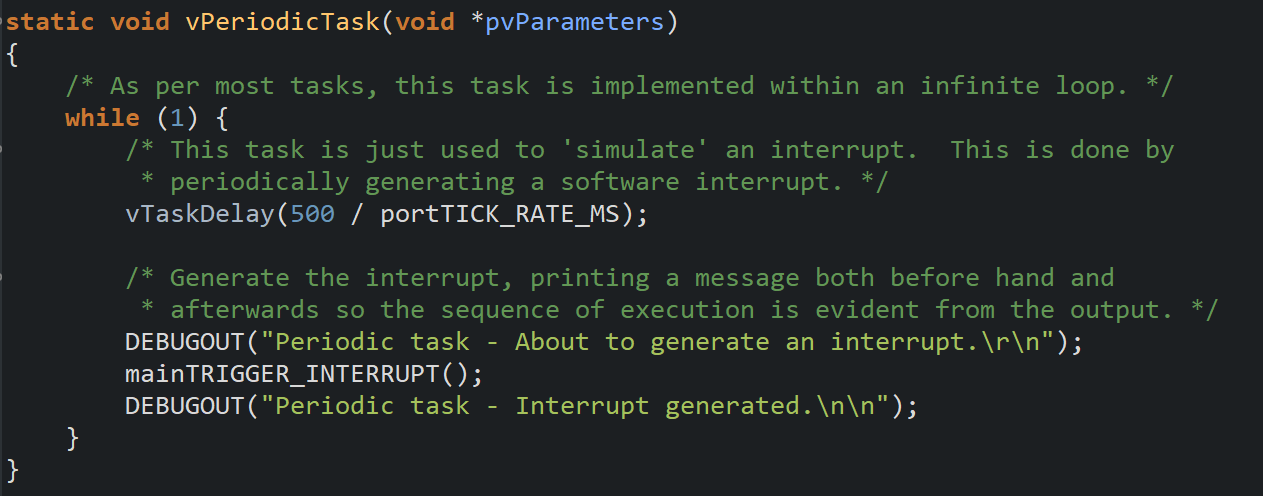 static void vPeriodicTask(void *pvParameters)
{
    /* As per most tasks, this task is implemented within an infinite loop. */
    while (1) {
        /* This task is just used to 'simulate' an interrupt.  This is done by
         * periodically generating a software interrupt. */
        vTaskDelay(500 / portTICK_RATE_MS);

        /* Generate the interrupt, printing a message both before hand and
         * afterwards so the sequence of execution is evident from the output. */
        DEBUGOUT("Periodic task - About to generate an interrupt.\r\n");
        mainTRIGGER_INTERRUPT();
        DEBUGOUT("Periodic task - Interrupt generated.\n\n");
    }
}